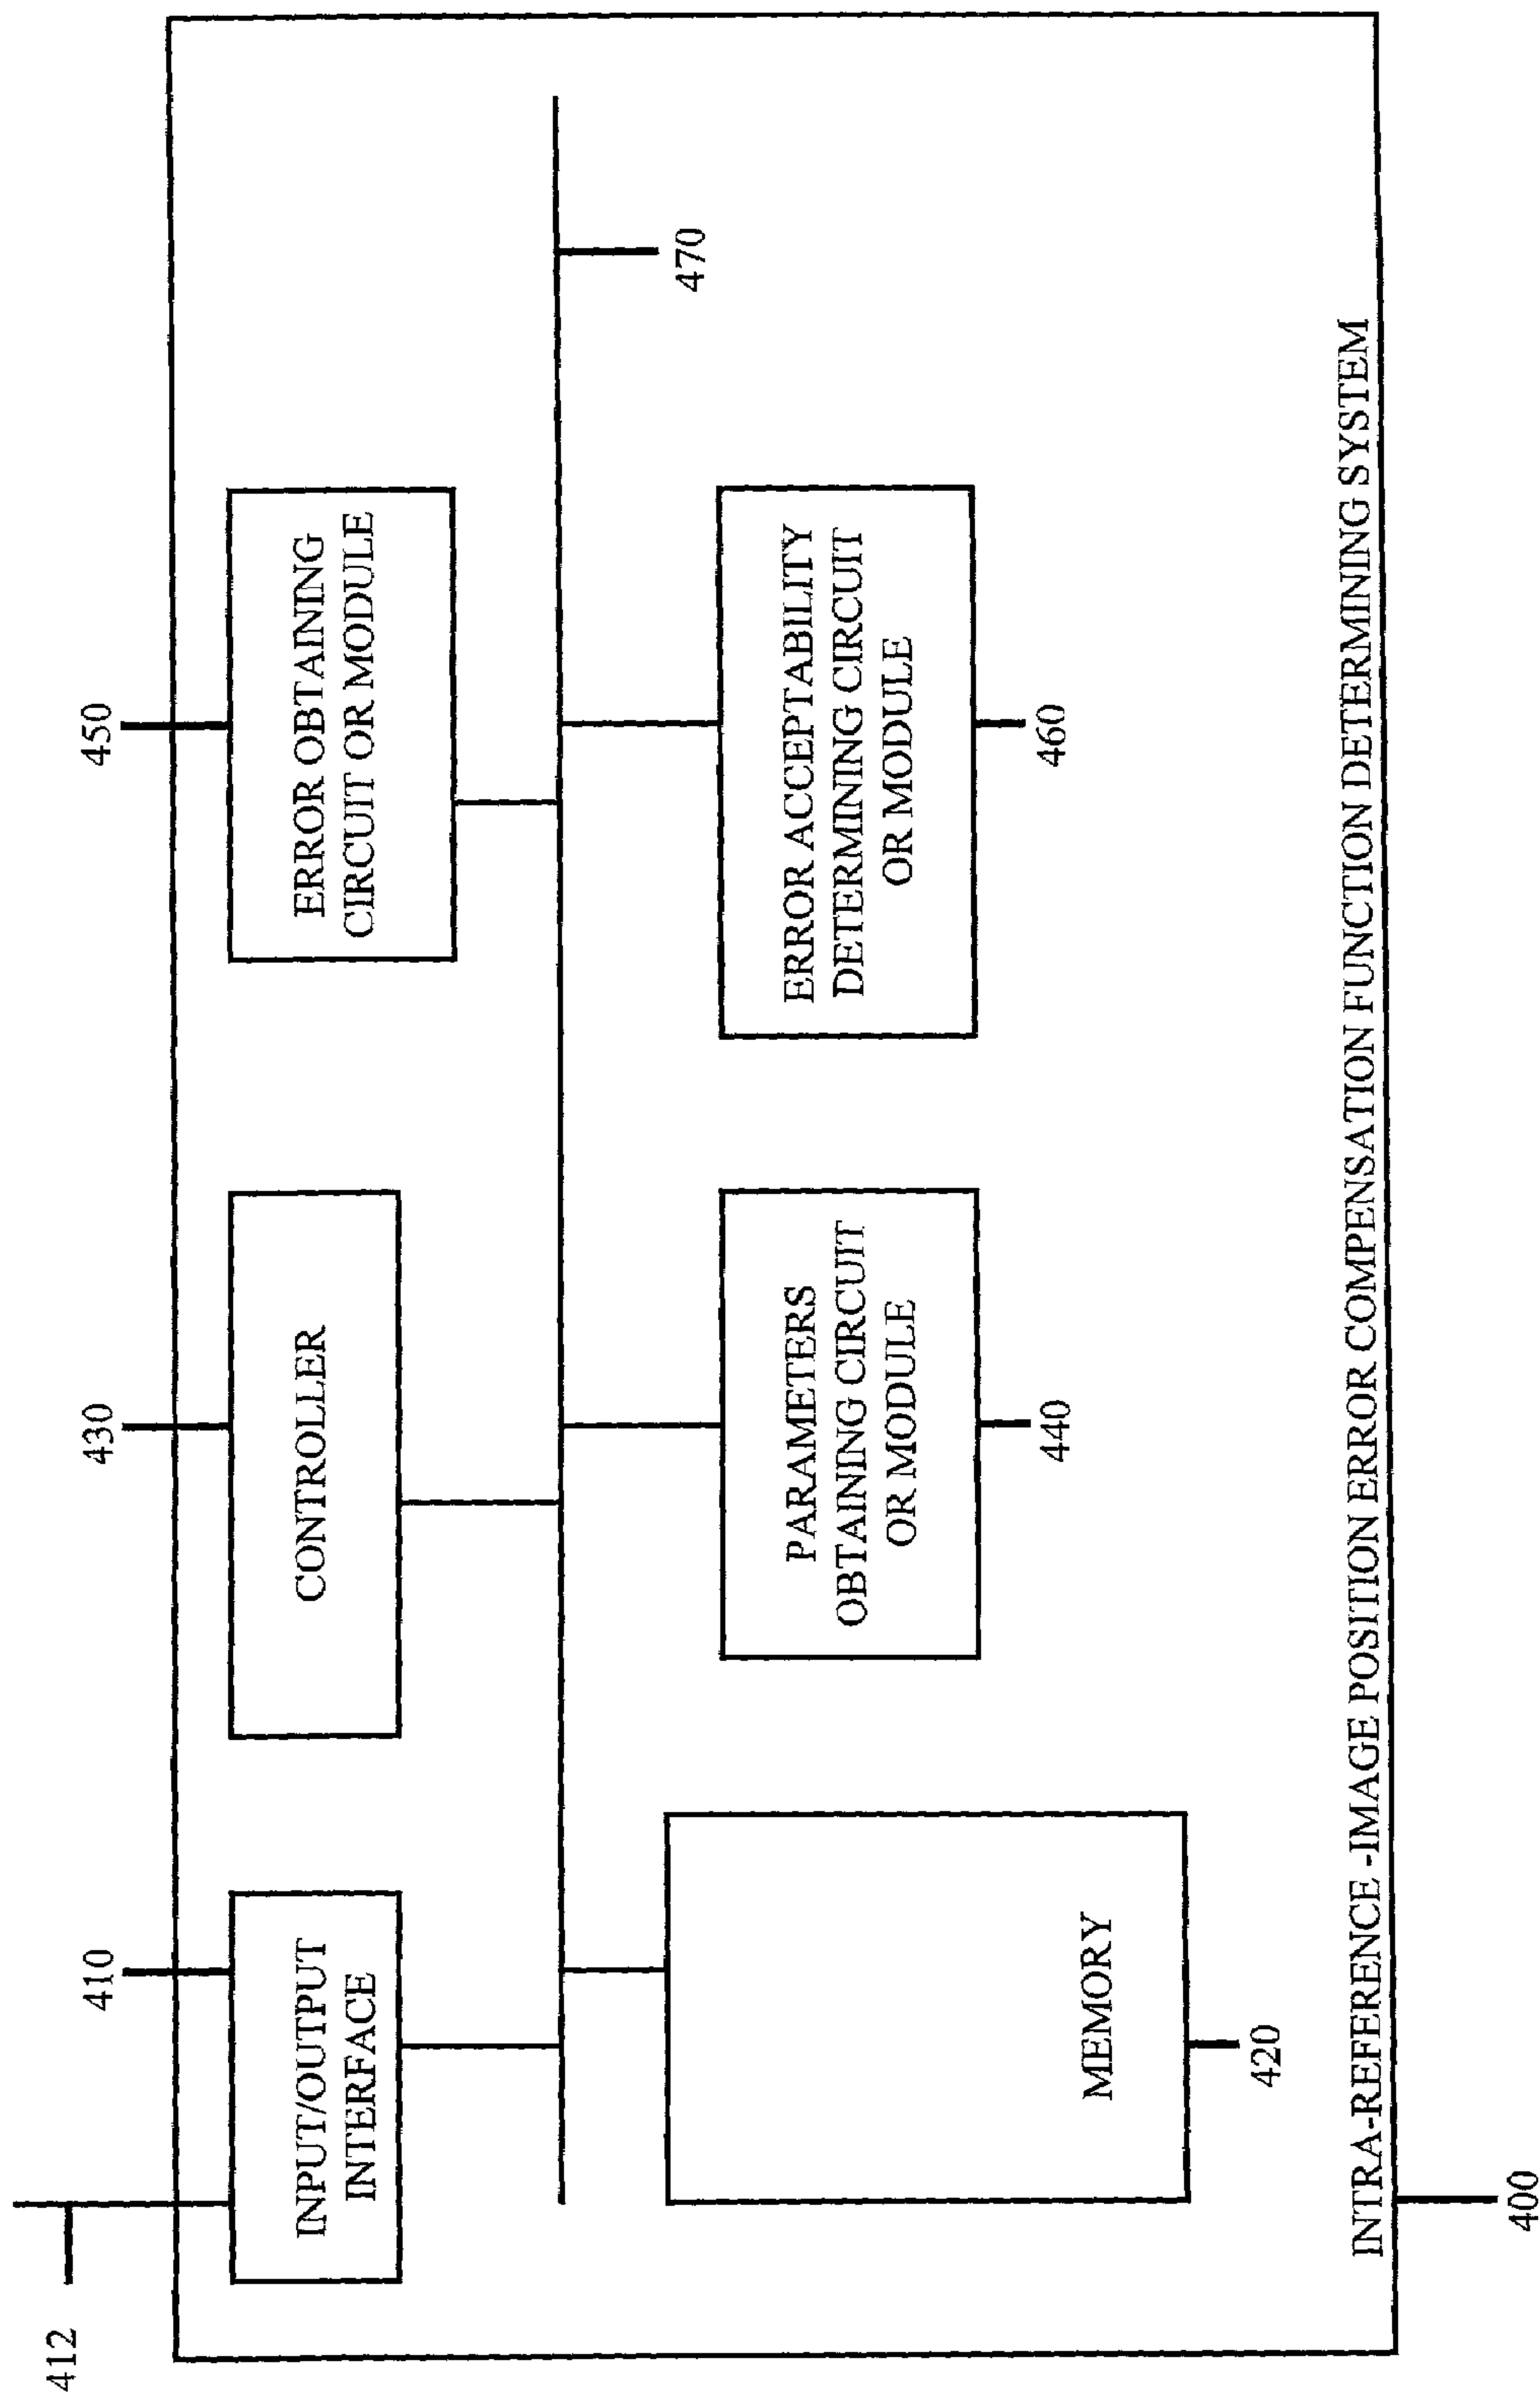 412
410
INPUT/OUTPUT
INTERFACE
430
CONTROLLER
450
ERROR OBTAINING
CIRCUIT OR MODULE
470
MEMORY
420
PARAMETERS
OBTAINING CIRCUIT
OR MODULE
440
ERROR ACCEPTABILITY
DETERMINING CIRCUIT
OR MODULE
460
INTRA-REFERENCE -IMAGE POSITION ERROR COMPENSATION FUNCTION DETERMINING SYSTEM
400